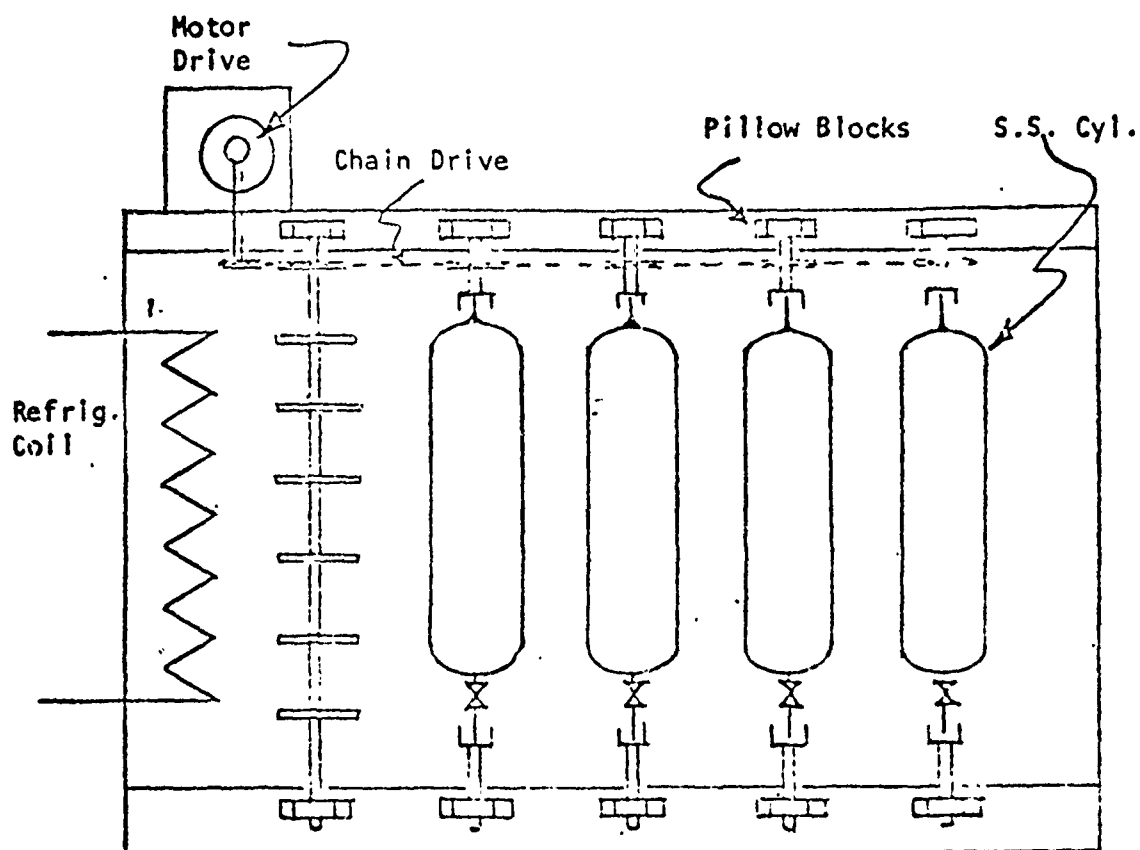 Motor
Drive
Pillow Blocks
S.S. Cyl.
Chain Drive
Refrig.
Coil